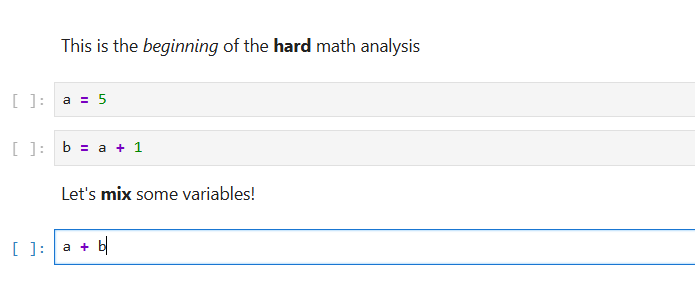 This is the beginning of the hard math analysis
[ ]: a = 5
[ ]: b = a + 1
Let's mix some variables!
[ ]: a + b